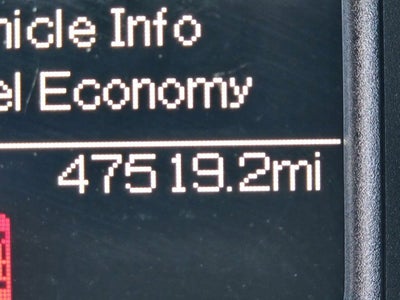 hicle Info
el Economy
47519.2mi